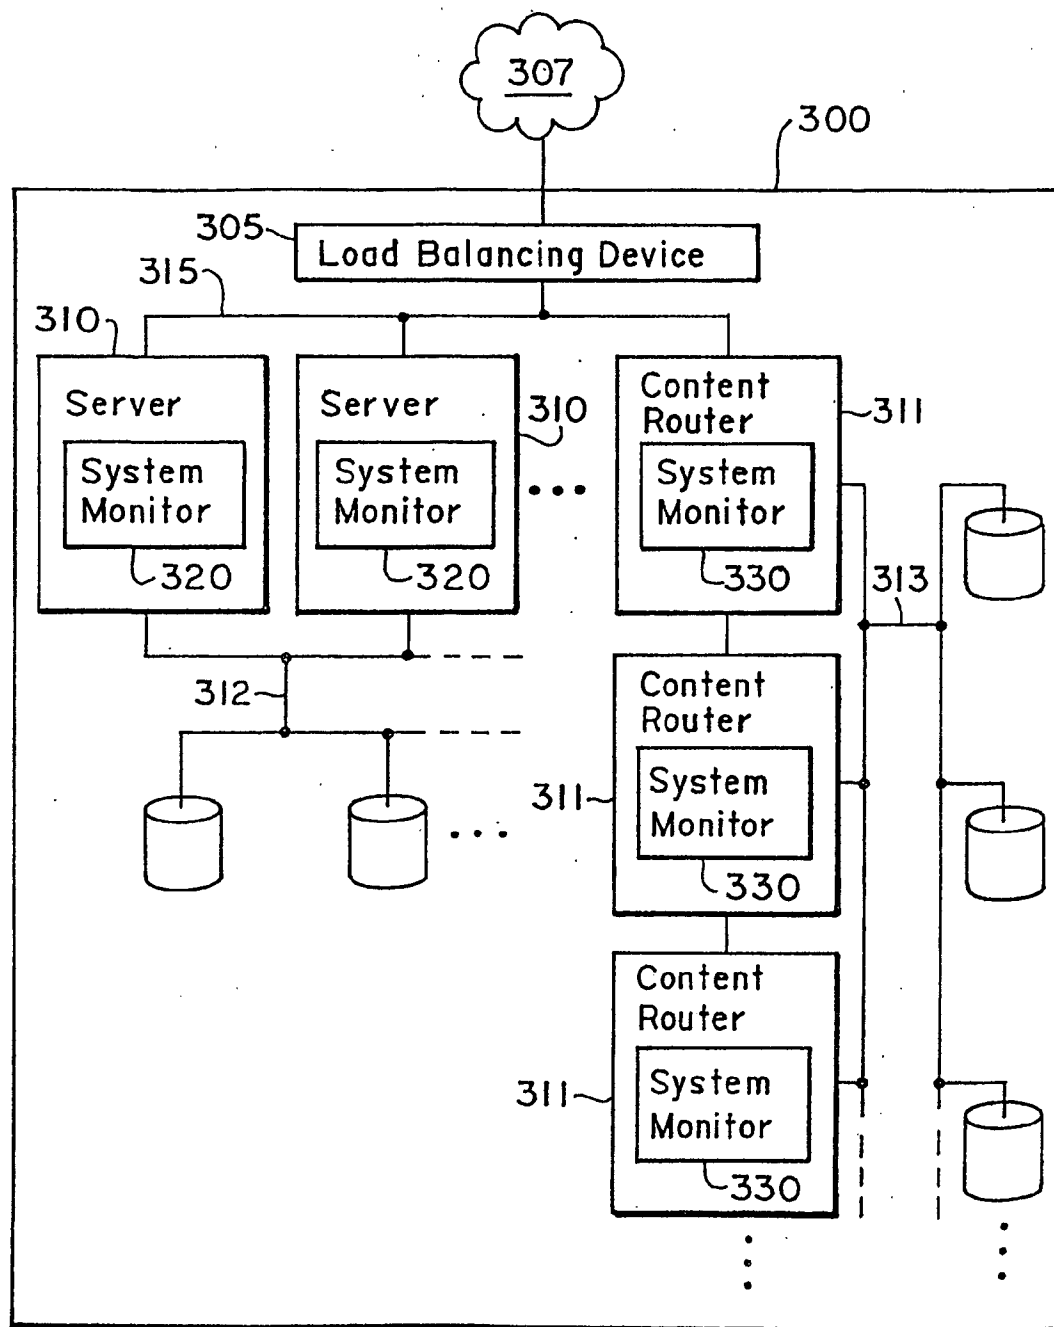 307
300
305
Load Balancing Device
315
310
Server
System
Monitor
320
Server
310
System
Monitor
320
Content
Router
311
System
Monitor
330
313
312
Content
Router
311
System
Monitor
330
Content
Router
311
System
Monitor
330